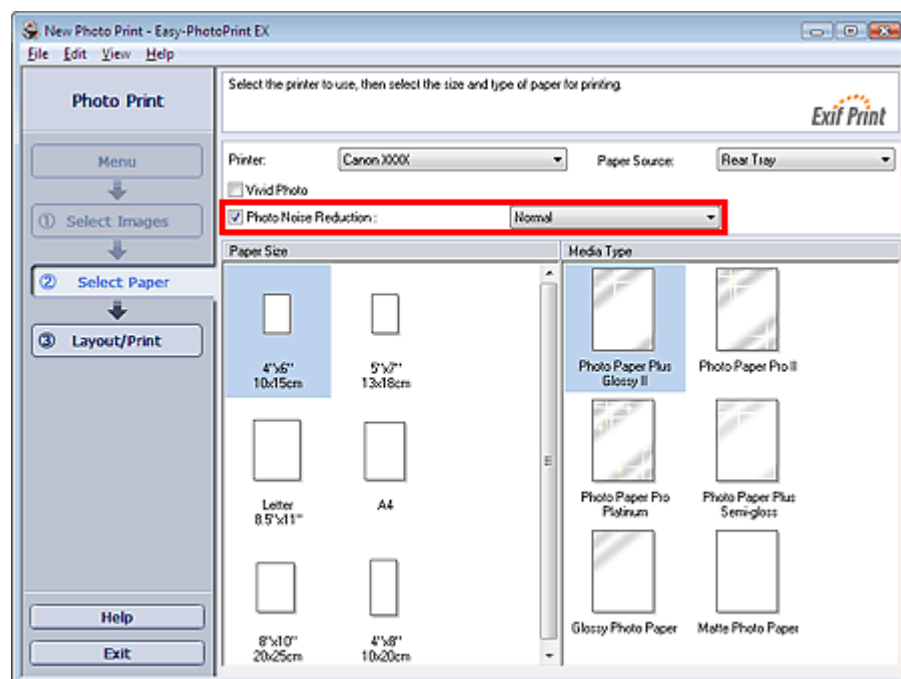 New Photo Print - Easy-PhotoPrint EX
File Edit View Help
Photo Print
Select the printer to use, then select the size and type of paper for printing.
Exif Print
Menu
① Select Images
② Select Paper
③ Layout/Print
Help
Exit
Printer: Canon XXXX Paper Source: Rear Tray
Vivid Photo
Photo Noise Reduction : Normal
Paper Size
4"x6"
10x15cm
5"x7"
13x18cm
Letter
8.5"x11"
A4
8"x10"
20x25cm
4"x8"
10x20cm
Media Type
Photo Paper Plus
Glossy II
Photo Paper Pro II
Photo Paper Pro
Platinum
Photo Paper Plus
Semi-gloss
Glossy Photo Paper
Matte Photo Paper